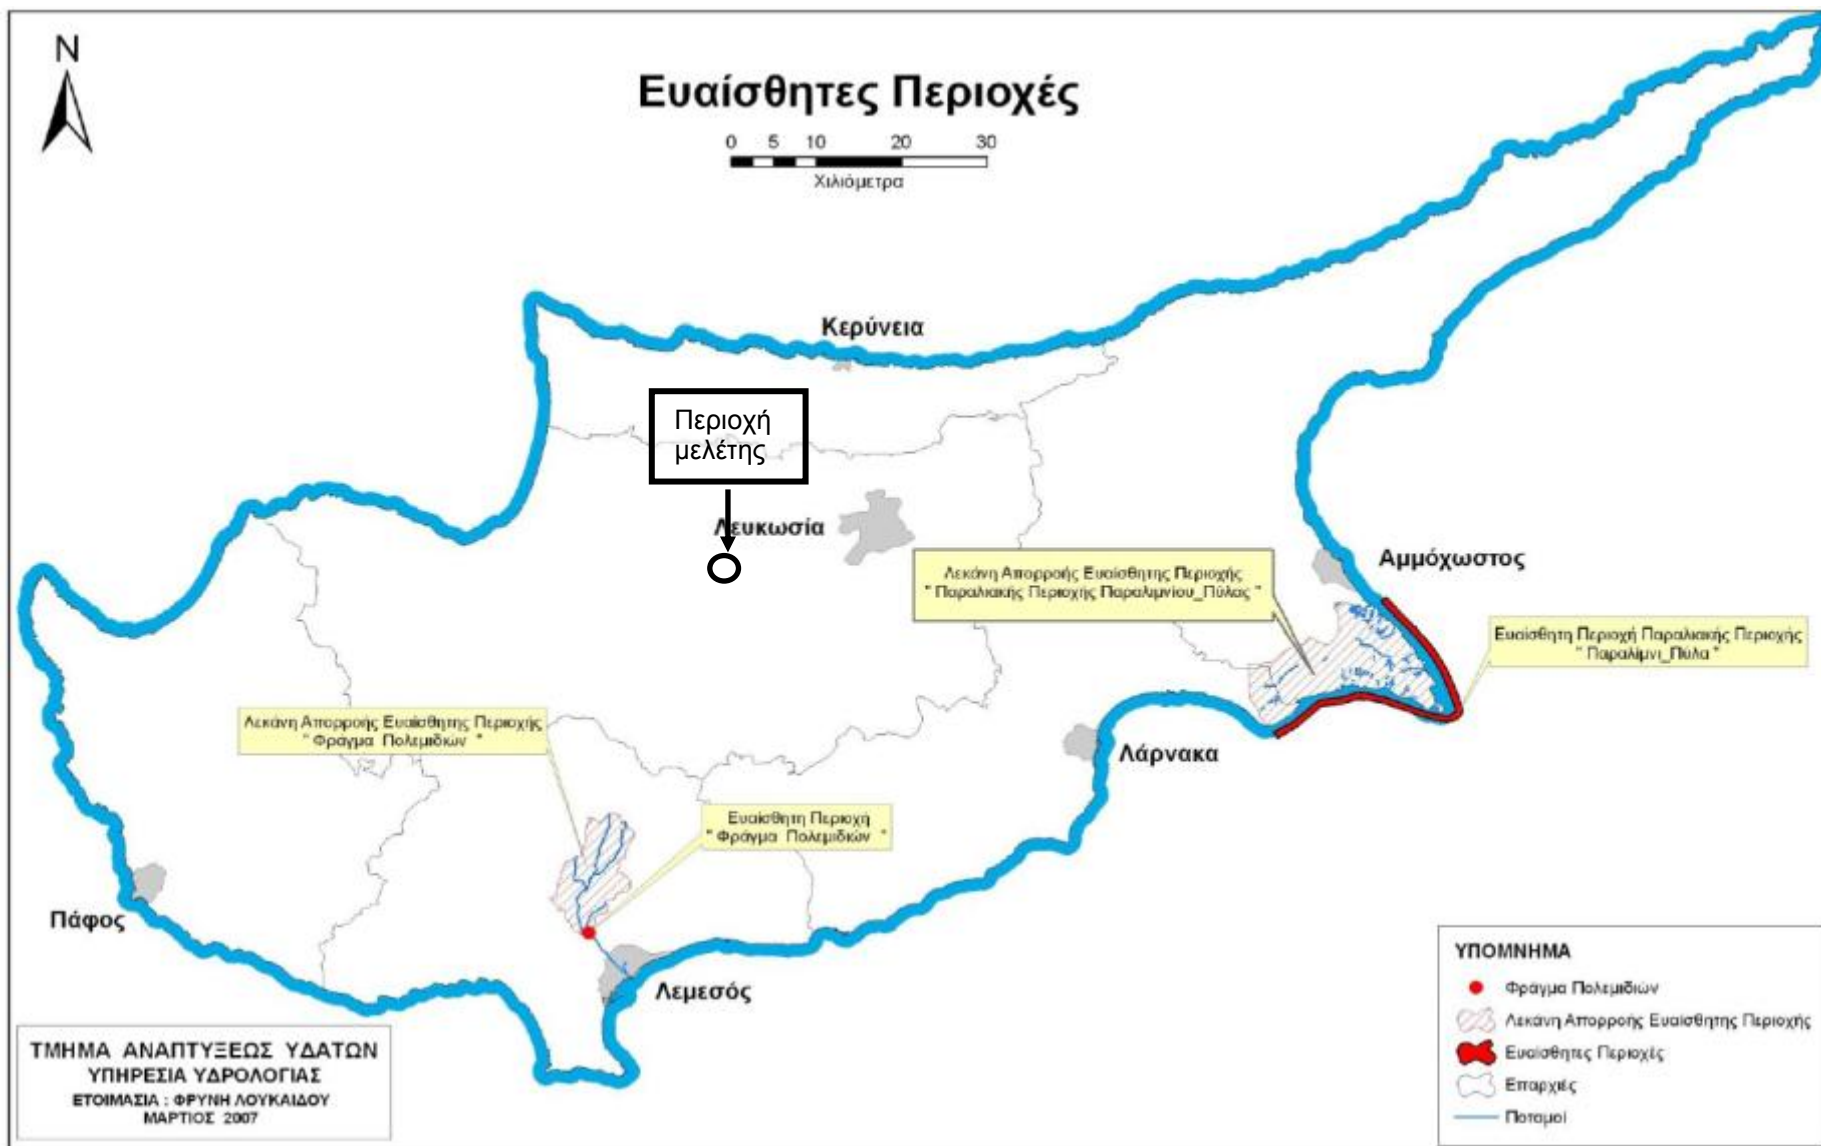 N
Ευαίσθητες Περιοχές
0 5 10 20 30
Χιλιόμετρα
Κερύνεια
Περιοχή
μελέτης
Λευκωσία
Αμμόχωστος
Λεκάνη Απορροής Ευαίσθητης Περιοχής
" Παραλιακής Περιοχής Παραλιμνίου_Πύλας "
Ευαίσθητη Περιοχή Παραλιακής Περιοχής
" Παραλίμνι_Πύλα "
Λεκάνη Απορροής Ευαίσθητης Περιοχής
" Φράγμα Πολεμιδιών "
Λάρνακα
Ευαίσθητη Περιοχή
" Φράγμα Πολεμιδιών "
Πάφος
Λεμεσός
ΥΠΟΜΝΗΜΑ
Φράγμα Πολεμιδιών
Λεκάνη Απορροής Ευαίσθητης Περιοχής
Ευαίσθητες Περιοχές
Επαρχιές
Ποταμοί
ΤΜΗΜΑ ΑΝΑΠΤΥΞΕΩΣ ΥΔΑΤΩΝ
ΥΠΗΡΕΣΙΑ ΥΔΡΟΛΟΓΙΑΣ
ΕΤΟΙΜΑΣΙΑ : ΦΡΥΝΗ ΛΟΥΚΑΙΔΟΥ
ΜΑΡΤΙΟΣ 2007